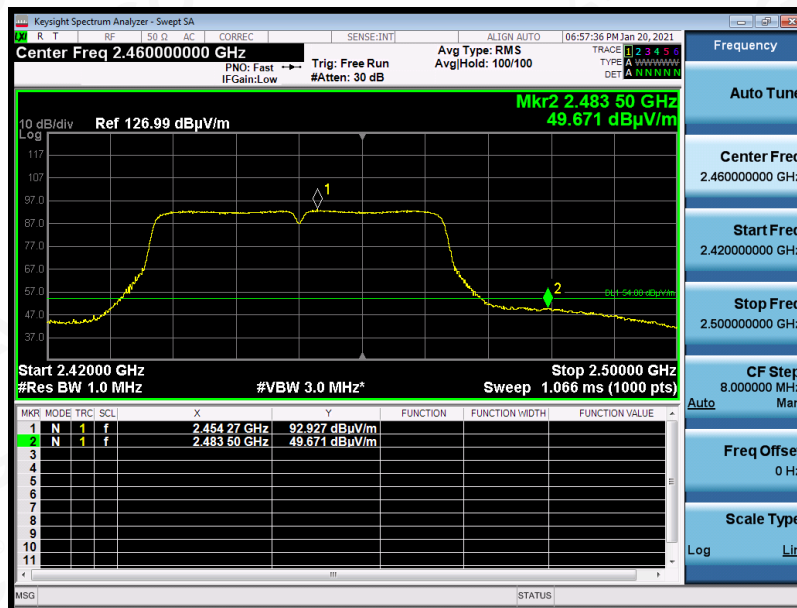 Keysight Spectrum Analyzer - Swept SA
LXI R T RF 50 Ω AC CORREC SENSE:INT ALIGN AUTO 06:57:36 PM Jan 20, 2021
Center Freq 2.460000000 GHz
PNO: Fast
IFGain:Low
Trig: Free Run
#Atten: 30 dB
Avg Type: RMS
Avg|Hold: 100/100
TRACE 1 2 3 4 5 6
TYPE A WWWWW
DET A N N N N N
Mkr2 2.483 50 GHz
49.671 dBµV/m
10 dB/div Ref 126.99 dBµV/m
Log
117
107
97.0
87.0
77.0
67.0
57.0
47.0
37.0
1
2
DL1 54.00 dBµV/m
Start 2.42000 GHz Stop 2.50000 GHz
#Res BW 1.0 MHz #VBW 3.0 MHz* Sweep 1.066 ms (1000 pts)
MKR MODE TRC SCL X Y FUNCTION FUNCTION WIDTH FUNCTION VALUE
1 N 1 f 2.454 27 GHz 92.927 dBµV/m
2 N 1 f 2.483 50 GHz 49.671 dBµV/m
3
4
5
6
7
8
9
10
11
MSG STATUS
Frequency
Auto Tune
Center Freq
2.460000000 GHz
Start Freq
2.420000000 GHz
Stop Freq
2.500000000 GHz
CF Step
8.000000 MHz
Auto Man
Freq Offset
0 Hz
Scale Type
Log Lin